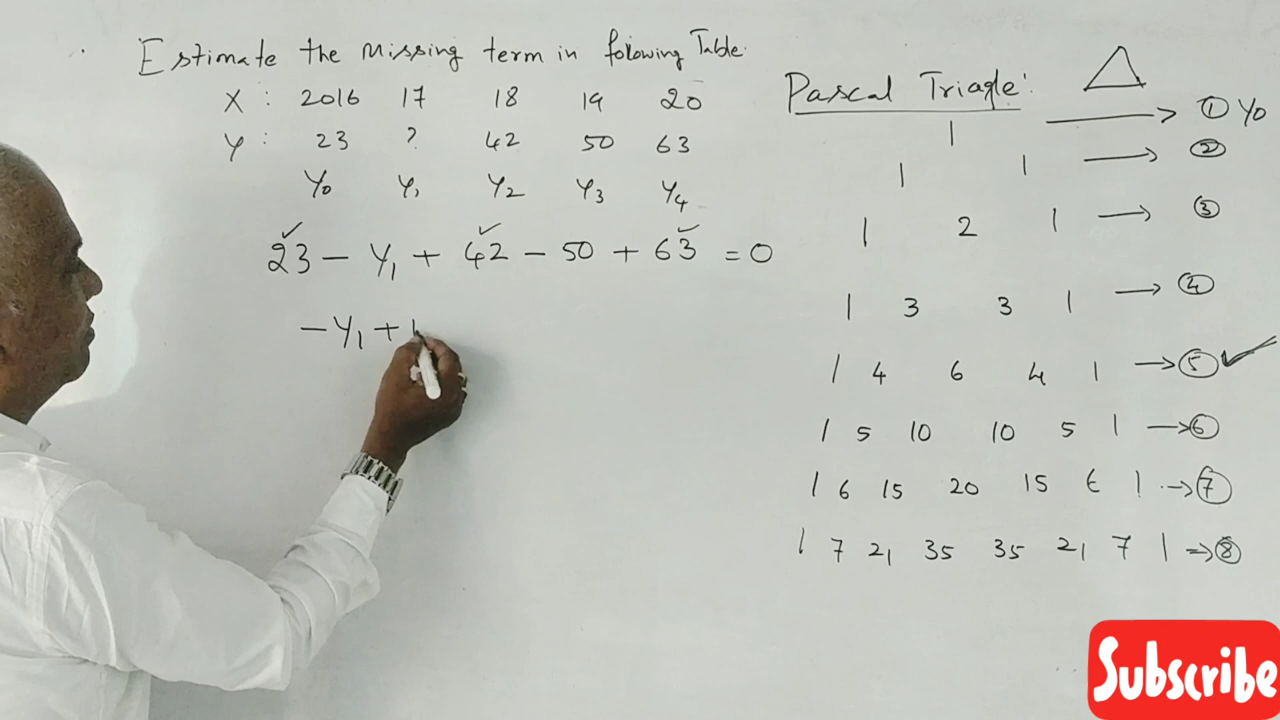 Estimate the missing term in following Table.
X : 2016 17 18 19 20
Y : 23 ? 42 50 63
Y0 Y1 Y2 Y3 Y4
23 - Y1 + 42 - 50 + 63 = 0
- Y1 + 1
Pascal Triagle:
1 → ① Y0
1 1 → ②
1 2 1 → ③
1 3 3 1 → ④
1 4 6 4 1 → ⑤ ✓
1 5 10 10 5 1 → ⑥
1 6 15 20 15 6 1 → ⑦
1 7 21 35 35 21 7 1 → ⑧
Subscribe